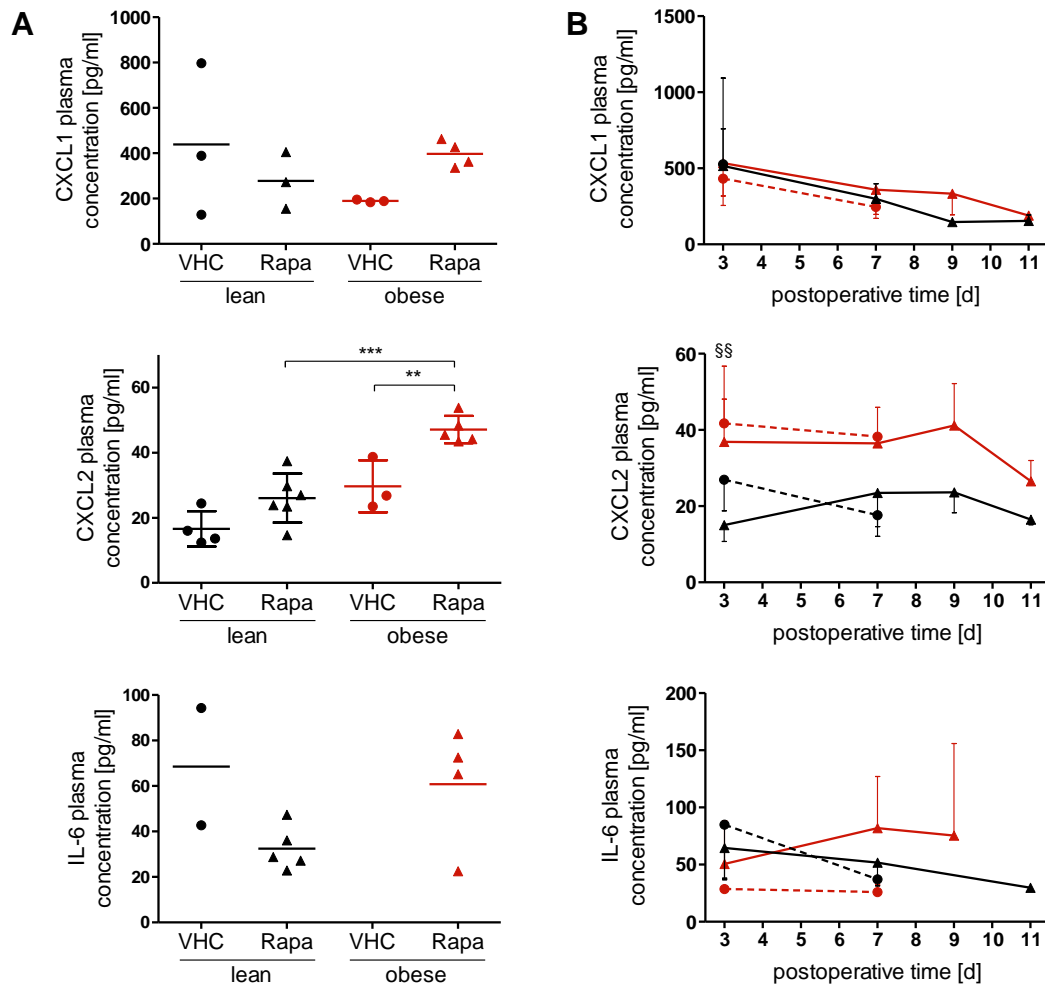 A
CXCL1 plasma
concentration [pg/ml]
1000
800
600
400
200
0
VHC Rapa VHC Rapa
lean obese
B
CXCL1 plasma
concentration [pg/ml]
1500
1000
500
0
3 4 5 6 7 8 9 10 11
postoperative time [d]
CXCL2 plasma
concentration [pg/ml]
60
40
20
0
***
**
VHC Rapa VHC Rapa
lean obese
CXCL2 plasma
concentration [pg/ml]
60
40
20
0
§§
3 4 5 6 7 8 9 10 11
postoperative time [d]
IL-6 plasma
concentration [pg/ml]
100
80
60
40
20
0
VHC Rapa VHC Rapa
lean obese
IL-6 plasma
concentration [pg/ml]
200
150
100
50
0
3 4 5 6 7 8 9 10 11
postoperative time [d]